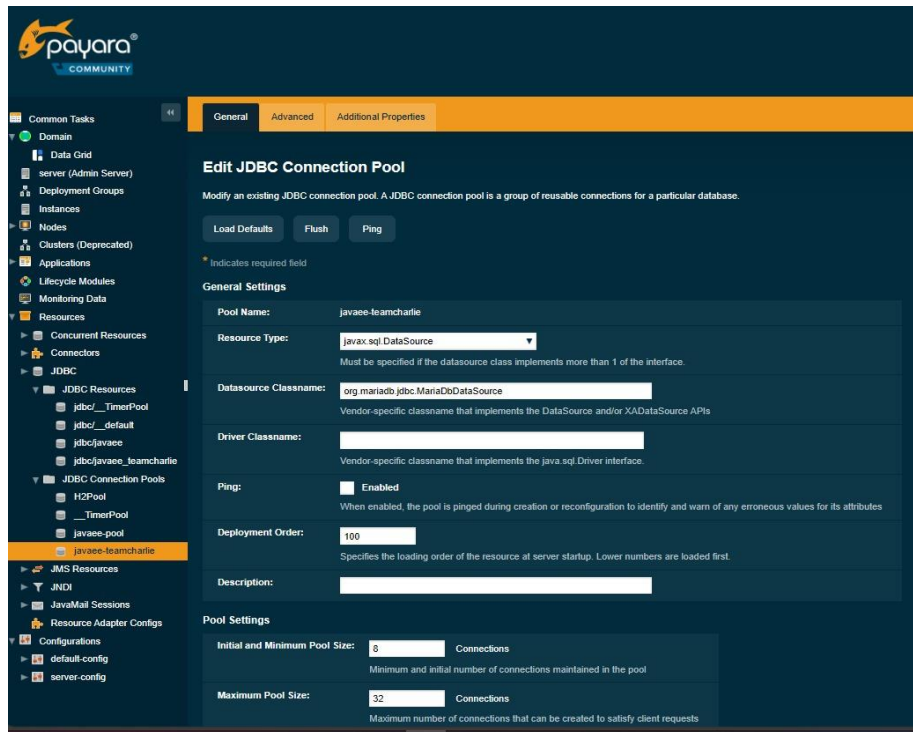 payara®
COMMUNITY
Common Tasks
Domain
Data Grid
server (Admin Server)
Deployment Groups
Instances
Nodes
Clusters (Deprecated)
Applications
Lifecycle Modules
Monitoring Data
Resources
Concurrent Resources
Connectors
JDBC
JDBC Resources
jdbc/__TimerPool
jdbc/__default
jdbc/javaee
jdbc/javaee_teamcharlie
JDBC Connection Pools
H2Pool
__TimerPool
javaee-pool
javaee-teamcharlie
JMS Resources
JNDI
JavaMail Sessions
Resource Adapter Configs
Configurations
default-config
server-config
General Advanced Additional Properties
Edit JDBC Connection Pool
Modify an existing JDBC connection pool. A JDBC connection pool is a group of reusable connections for a particular database.
Load Defaults Flush Ping
* Indicates required field
General Settings
Pool Name: javaee-teamcharlie
Resource Type: javax.sql.DataSource
Must be specified if the datasource class implements more than 1 of the interface.
Datasource Classname: org.mariadb.jdbc.MariaDbDataSource
Vendor-specific classname that implements the DataSource and/or XADataSource APIs
Driver Classname:
Vendor-specific classname that implements the java.sql.Driver interface.
Ping: Enabled
When enabled, the pool is pinged during creation or reconfiguration to identify and warn of any erroneous values for its attributes
Deployment Order: 100
Specifies the loading order of the resource at server startup. Lower numbers are loaded first.
Description:
Pool Settings
Initial and Minimum Pool Size: 8 Connections
Minimum and initial number of connections maintained in the pool
Maximum Pool Size: 32 Connections
Maximum number of connections that can be created to satisfy client requests